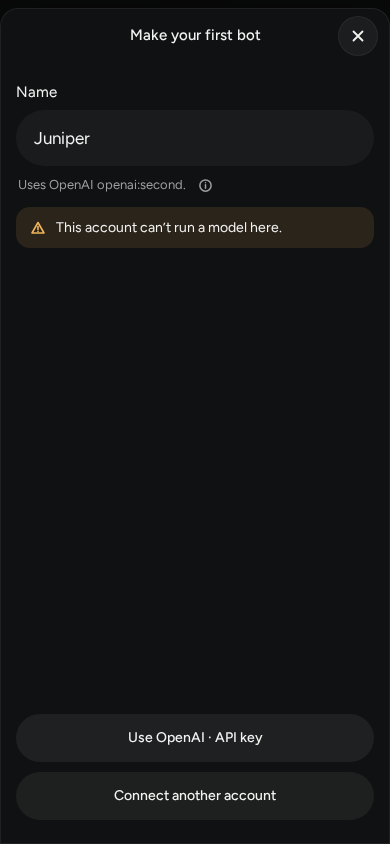 Make your first bot
Name
Juniper
Uses OpenAI openai:second.
This account can’t run a model here.
Use OpenAI · API key
Connect another account